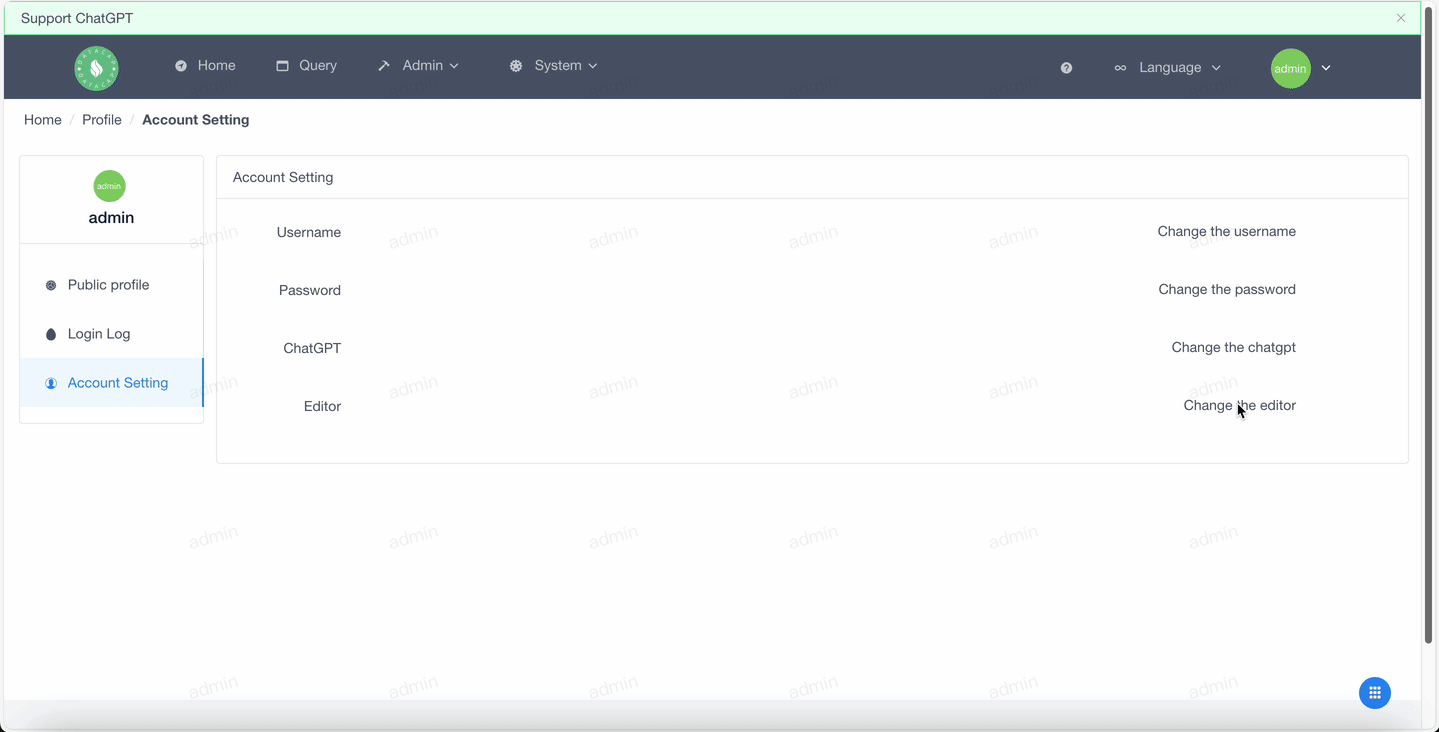 Support ChatGPT
DATACAP DATACAP
Home Query Admin System Language admin
Home / Profile / Account Setting
admin
admin
Public profile
Login Log
Account Setting
Account Setting
Username Change the username
Password Change the password
ChatGPT Change the chatgpt
Editor Change the editor
admin admin admin admin admin admin
admin admin admin admin admin admin
admin admin admin admin admin admin
admin admin admin admin admin admin